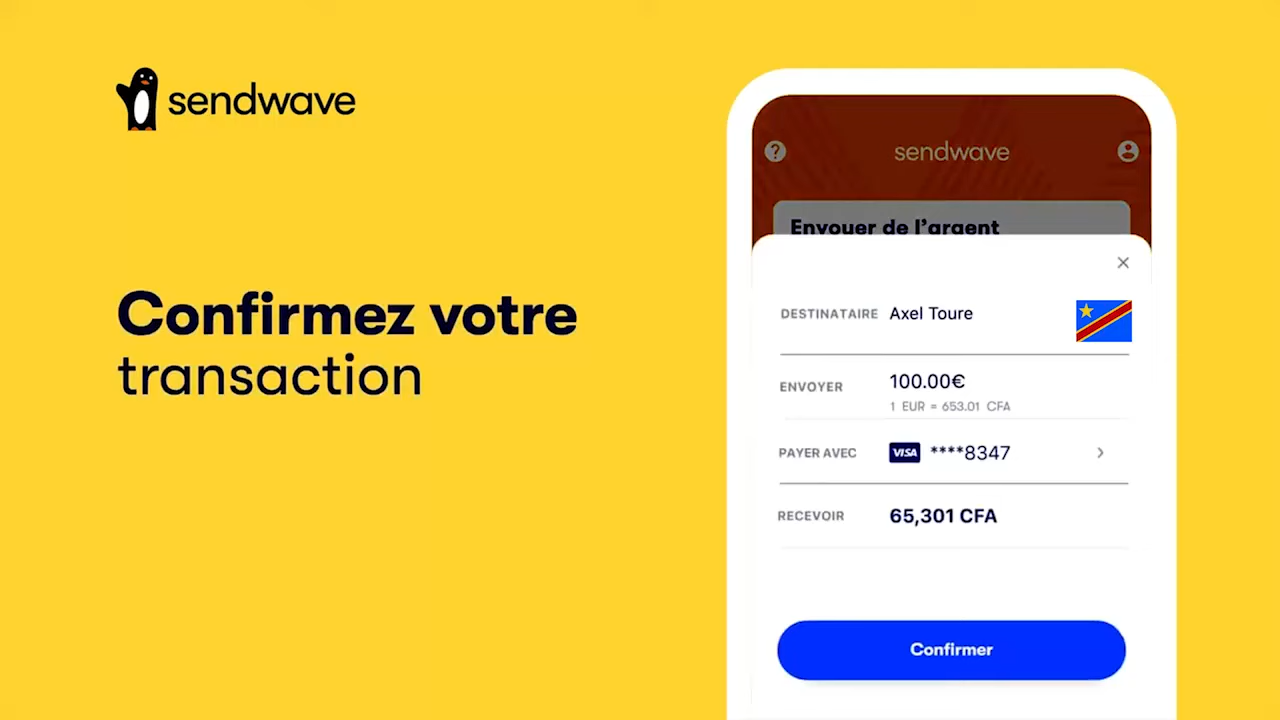 sendwave
Confirmez votre
transaction
?
sendwave
Envoyer de l'argent
×
DESTINATAIRE Axel Toure
ENVOYER 100.00€
1 EUR = 653.01 CFA
PAYER AVEC VISA ****8347 >
RECEVOIR 65,301 CFA
Confirmer